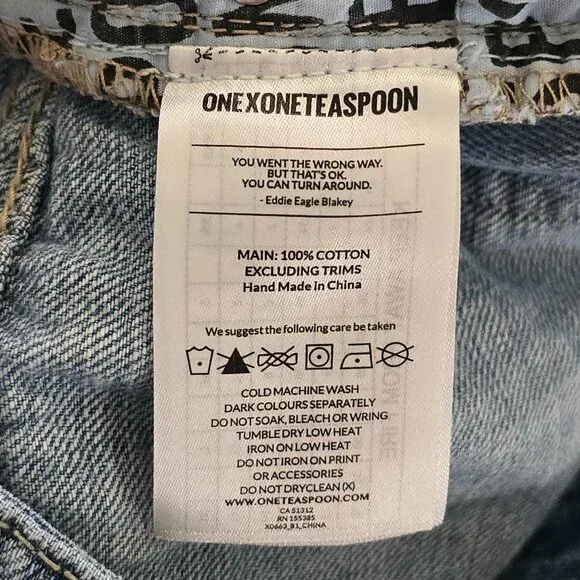 ONEXONETEASPOON
YOU WENT THE WRONG WAY.
BUT THAT'S OK.
YOU CAN TURN AROUND.
- Eddie Eagle Blakey
MAIN: 100% COTTON
EXCLUDING TRIMS
Hand Made in China
We suggest the following care be taken
COLD MACHINE WASH
DARK COLOURS SEPARATELY
DO NOT SOAK, BLEACH OR WRING
TUMBLE DRY LOW HEAT
IRON ON LOW HEAT
DO NOT IRON ON PRINT
OR ACCESSORIES
DO NOT DRYCLEAN (X)
WWW.ONETEASPOON.COM
CA 51312
RN 155385
X0663_B1_CHINA